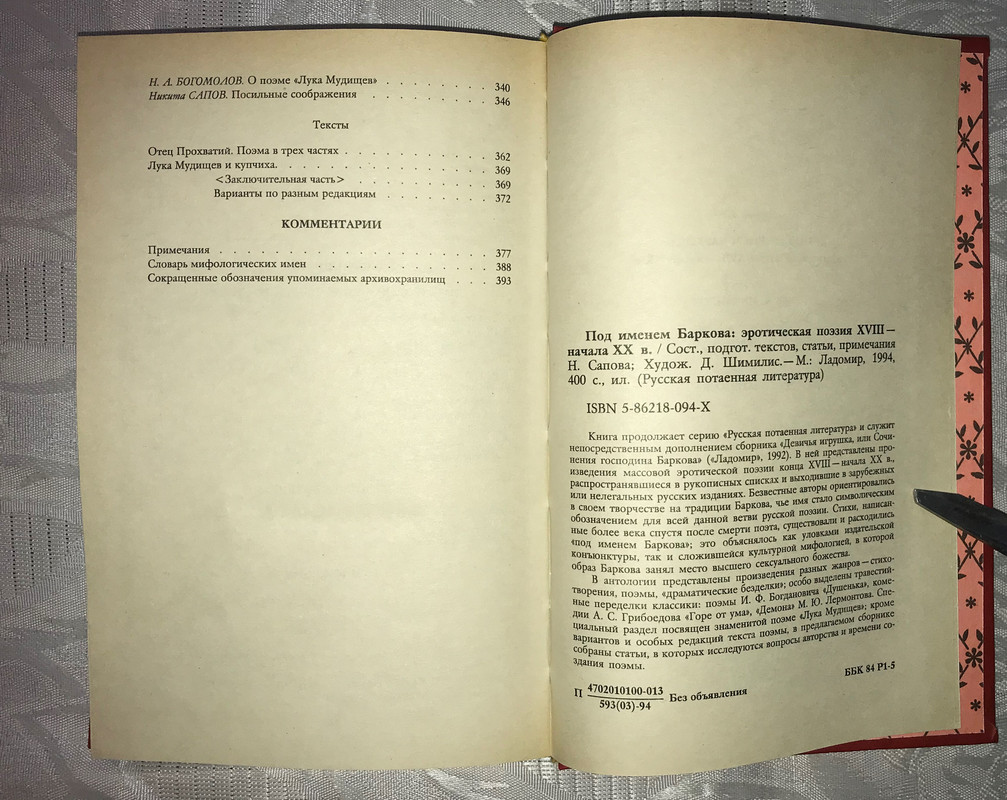 Н. А. БОГОМОЛОВ. О поэме «Лука Мудищев» . . . . . . . . 340
Никита САПОВ. Посильные соображения . . . . . . . . . 346
Тексты
Отец Прохватий. Поэма в трех частях . . . . . . . . . . . 362
Лука Мудищев и купчиха. . . . . . . . . . . . . . . . 369
<Заключительная часть> . . . . . . . . . . 369
Варианты по разным редакциям . . . . . . . . 372
КОММЕНТАРИИ
Примечания . . . . . . . . . . . . . . . . . . . . . 377
Словарь мифологических имен . . . . . . . . . . . . . 388
Сокращенные обозначения упоминаемых архивохранилищ . . . 393
Под именем Баркова: эротическая поэзия XVIII —
начала XX в. / Сост., подгот. текстов, статьи, примечания
Н. Сапова; Худож. Д. Шимилис. — М.: Ладомир, 1994,
400 с., ил. (Русская потаенная литература)
ISBN 5-86218-094-X
Книга продолжает серию «Русская потаенная литература» и служит
непосредственным дополнением сборника «Девичья игрушка, или Сочи-
нения господина Баркова» («Ладомир», 1992). В ней представлены про-
изведения массовой эротической поэзии конца XVIII — начала XX в.,
распространявшиеся в рукописных списках и выходившие в зарубежных
или нелегальных русских изданиях. Безвестные авторы ориентировались
в своем творчестве на традиции Баркова, чье имя стало символическим
обозначением для всей данной ветви русской поэзии. Стихи, написан-
ные более века спустя после смерти поэта, существовали и расходились
«под именем Баркова»; это объяснялось как уловками издательской
конъюнктуры, так и сложившейся культурной мифологией, в которой
образ Баркова занял место высшего сексуального божества.
В антологии представлены произведения разных жанров — стихо-
творения, поэмы, «драматические безделки»; особо выделены травестий-
ные переделки классики: поэмы И. Ф. Богдановича «Душенька», коме-
дии А. С. Грибоедова «Горе от ума», «Демона» М. Ю. Лермонтова. Спе-
циальный раздел посвящен знаменитой поэме «Лука Мудищев»; кроме
вариантов и особых редакций текста поэмы, в предлагаемом сборнике
собраны статьи, в которых исследуются вопросы авторства и времени со-
здания поэмы.
ББК 84 Р1-5
П 4702010100-013 Без объявления
593(03)-94